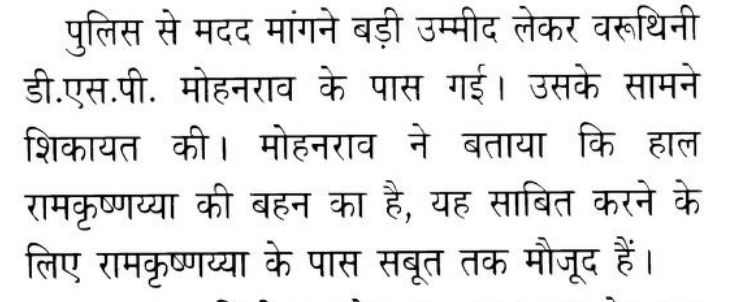 पुलिस से मदद मांगने बड़ी उम्मीद लेकर वरूथिनी
डी.एस.पी. मोहनराव के पास गई। उसके सामने
शिकायत की। मोहनराव ने बताया कि हाल
रामकृष्णय्या की बहन का है, यह साबित करने के
लिए रामकृष्णय्या के पास सबूत तक मौजूद हैं।